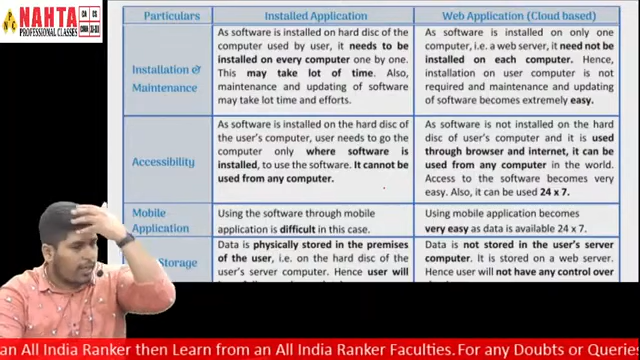 NAHTA
PROFESSIONAL CLASSES
CA CS
CMA XI-XII
Particulars Installed Application Web Application (Cloud based)
Installation &
Maintenance
As software is installed on hard disc of the
computer used by user, it needs to be
installed on every computer one by one.
This may take lot of time. Also,
maintenance and updating of software
may take lot time and efforts.
As software is installed on only one
computer, i.e. a web server, it need not be
installed on each computer. Hence,
installation on user computer is not
required and maintenance and updating
of software becomes extremely easy.
Accessibility
As software is installed on the hard disc of
the user's computer, user needs to go the
computer only where software is
installed, to use the software. It cannot be
used from any computer.
As software is not installed on the hard
disc of user's computer and it is used
through browser and internet, it can be
used from any computer in the world.
Access to the software becomes very
easy. Also, it can be used 24 x 7.
Mobile
Application
Using the software through mobile
application is difficult in this case.
Using mobile application becomes
very easy as data is available 24 x 7.
Storage
Data is physically stored in the premises
of the user, i.e. on the hard disc of the
user's server computer. Hence user will
Data is not stored in the user's server
computer. It is stored on a web server.
Hence user will not have any control over
an All India Ranker then Learn from an All India Ranker Faculties.For any Doubts or Queries